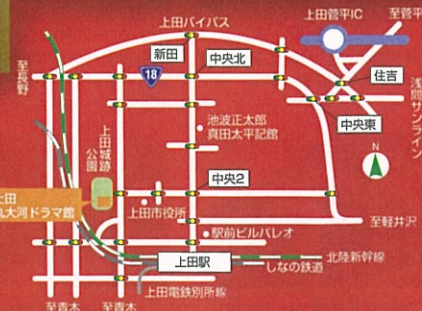 上田バイパス
上田菅平IC
至菅平
新田
中央北
18
住吉
至長野
浅間サンライン
池波正太郎
真田太平記館
中央東
N
上田城跡
公園
中央2
上田
大河ドラマ館
上田市役所
至軽井沢
駅前ビルパレオ
上田駅
北陸新幹線
しなの鉄道
上田電鉄別所線
至青木
至青木